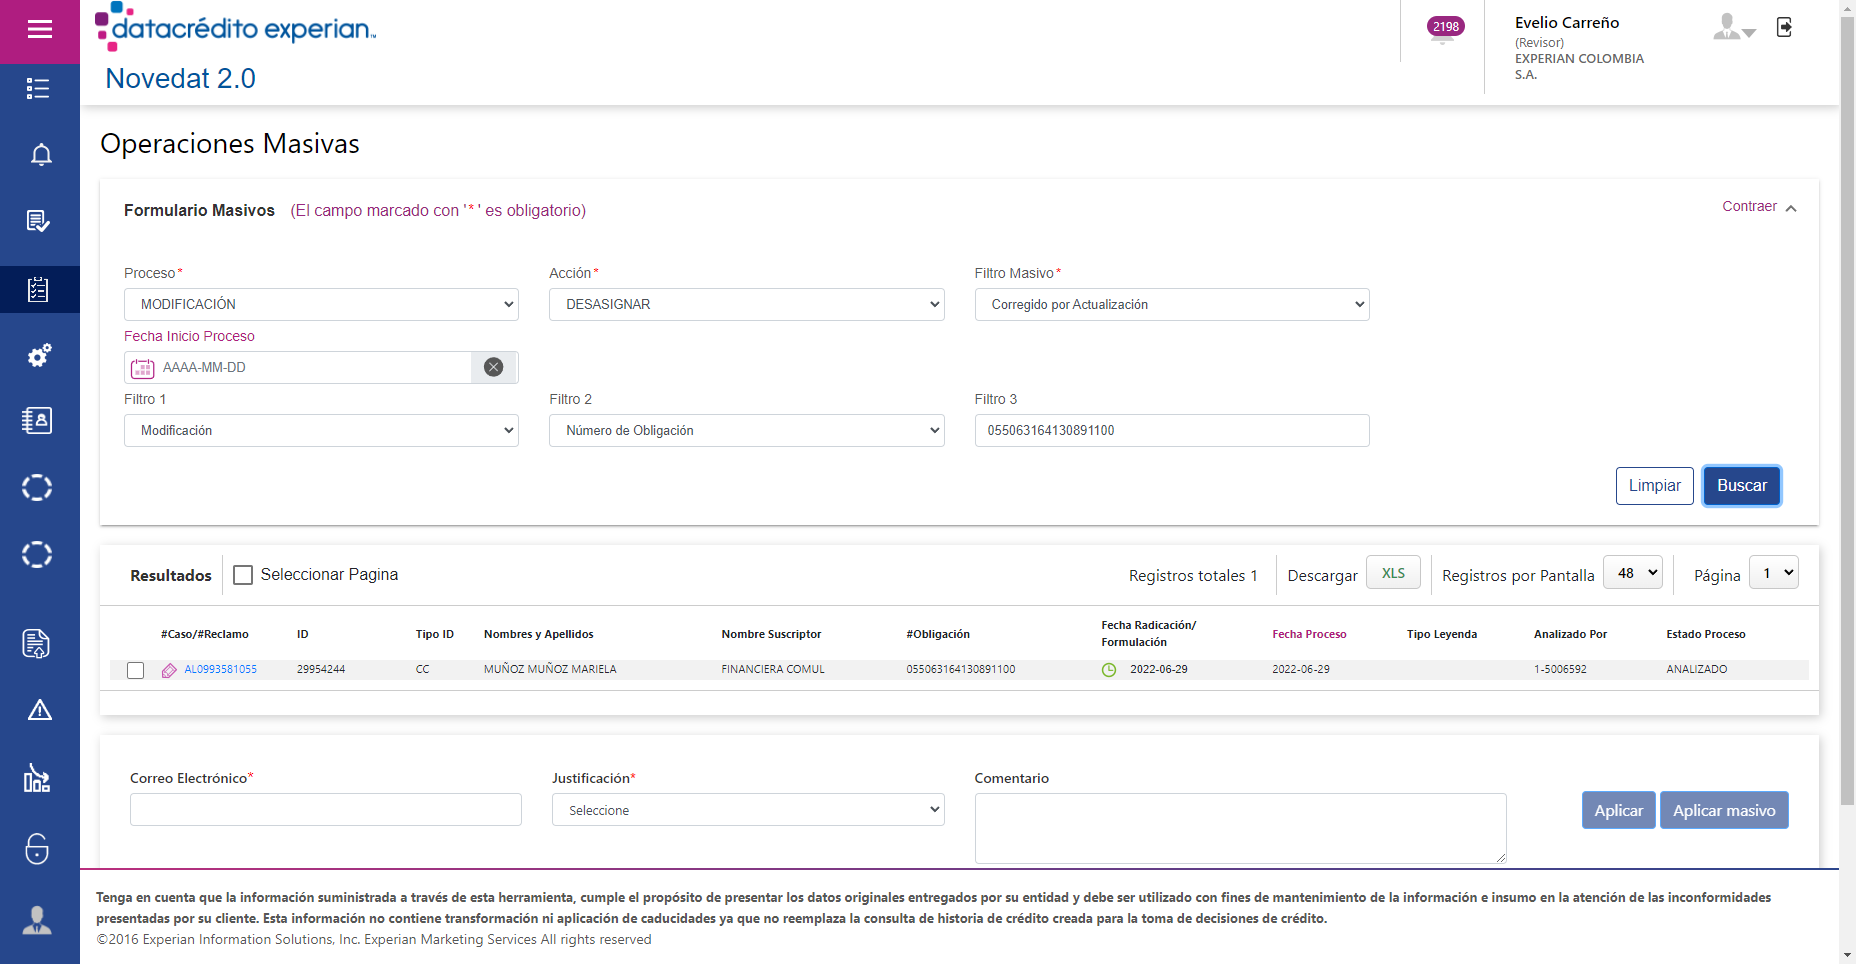 datacrédito experian™
Novedat 2.0
2198
Evelio Carreño
(Revisor)
EXPERIAN COLOMBIA
S.A.
Operaciones Masivas
Formulario Masivos (El campo marcado con '*' es obligatorio)
Contraer
Proceso* Acción* Filtro Masivo*
MODIFICACIÓN DESASIGNAR Corregido por Actualización
Fecha Inicio Proceso
AAAA-MM-DD
Filtro 1 Filtro 2 Filtro 3
Modificación Número de Obligación 055063164130891100
Limpiar Buscar
Resultados Seleccionar Pagina Registros totales 1 Descargar XLS Registros por Pantalla 48 Página 1
#Caso/#Reclamo ID Tipo ID Nombres y Apellidos Nombre Suscriptor #Obligación Fecha Radicación/ Fecha Proceso Tipo Leyenda Analizado Por Estado Proceso
Formulación
AL0993581055 29954244 CC MUÑOZ MUÑOZ MARIELA FINANCIERA COMUL 055063164130891100 2022-06-29 2022-06-29 1-5006592 ANALIZADO
Correo Electrónico* Justificación* Comentario
Seleccione
Aplicar Aplicar masivo
Tenga en cuenta que la información suministrada a través de esta herramienta, cumple el propósito de presentar los datos originales entregados por su entidad y debe ser utilizado con fines de mantenimiento de la información e insumo en la atención de las inconformidades
presentadas por su cliente. Esta información no contiene transformación ni aplicación de caducidades ya que no reemplaza la consulta de historia de crédito creada para la toma de decisiones de crédito.
©2016 Experian Information Solutions, Inc. Experian Marketing Services All rights reserved